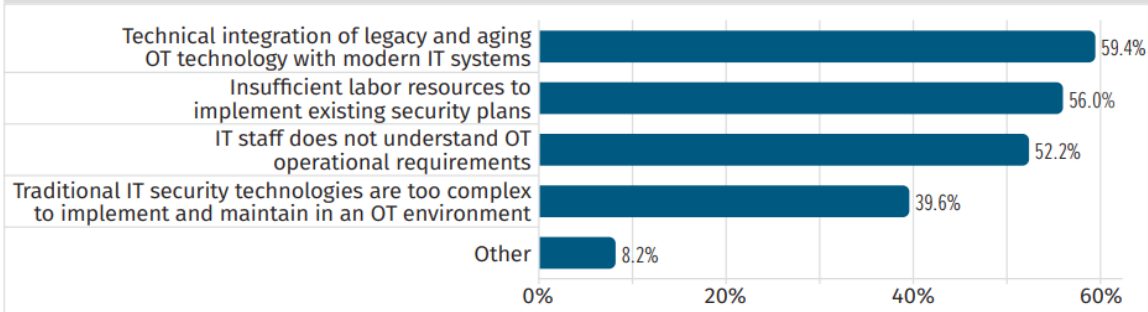 Technical integration of legacy and aging
OT technology with modern IT systems
59.4%
Insufficient labor resources to
implement existing security plans
56.0%
IT staff does not understand OT
operational requirements
52.2%
Traditional IT security technologies are too complex
to implement and maintain in an OT environment
39.6%
Other
8.2%
0% 20% 40% 60%